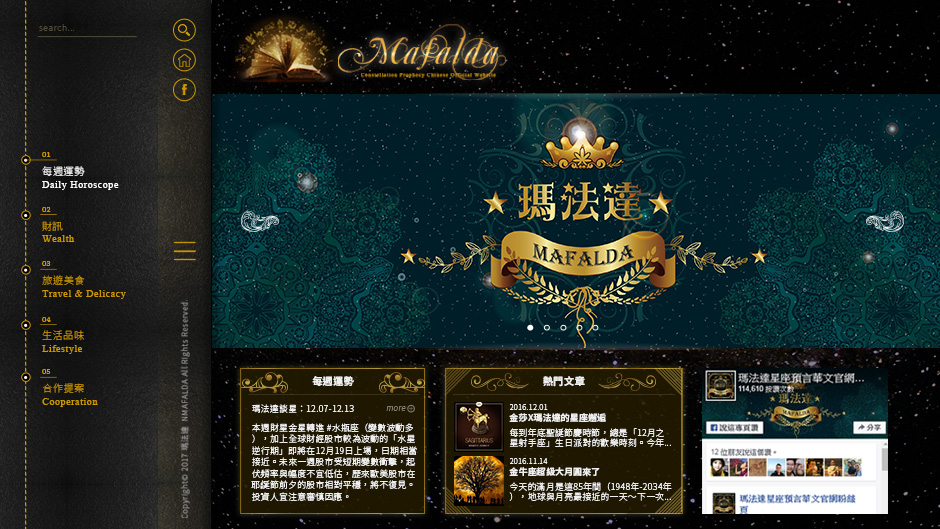 search...
01
每週運勢
Daily Horoscope
02
財訊
Wealth
03
旅遊美食
Travel & Delicacy
04
生活品味
Lifestyle
05
合作提案
Cooperation
Copyright© 2017 瑪法達 NMAFALDA All Rights Reserved.
Mafalda
Constellation Prophecy Chinese Official Website
瑪法達
MAFALDA
每週運勢
瑪法達談星：12.07-12.13
more
本週財星金星轉進 #水瓶座（變數波動多
），加上全球財經股市較為波動的「水星
逆行期」即將在12月19日上場，日期相當
接近。未來一週股市受短期變數衝擊，起
伏頻率與幅度不宜低估，歷來歐美股市在
耶誕節前夕的股市相對平穩，將不復見。
投資人宜注意審慎因應。
熱門文章
SAGITTARIUS
2016.12.01
金莎X瑪法達的星座邂逅
每到年底聖誕節慶時節，總是「12月之
星射手座」生日派對的歡樂時刻。今年...
2016.11.14
金牛座超級大月圓來了
今天的滿月是這85年間（1948年-2034年
），地球與月亮最接近的一天～下一次...
瑪法達星座預言華文官網...
114,610 按讚次數
說這專頁讚
分享
12 位朋友說這個讚。
瑪法達星座預言華文官網粉絲
頁